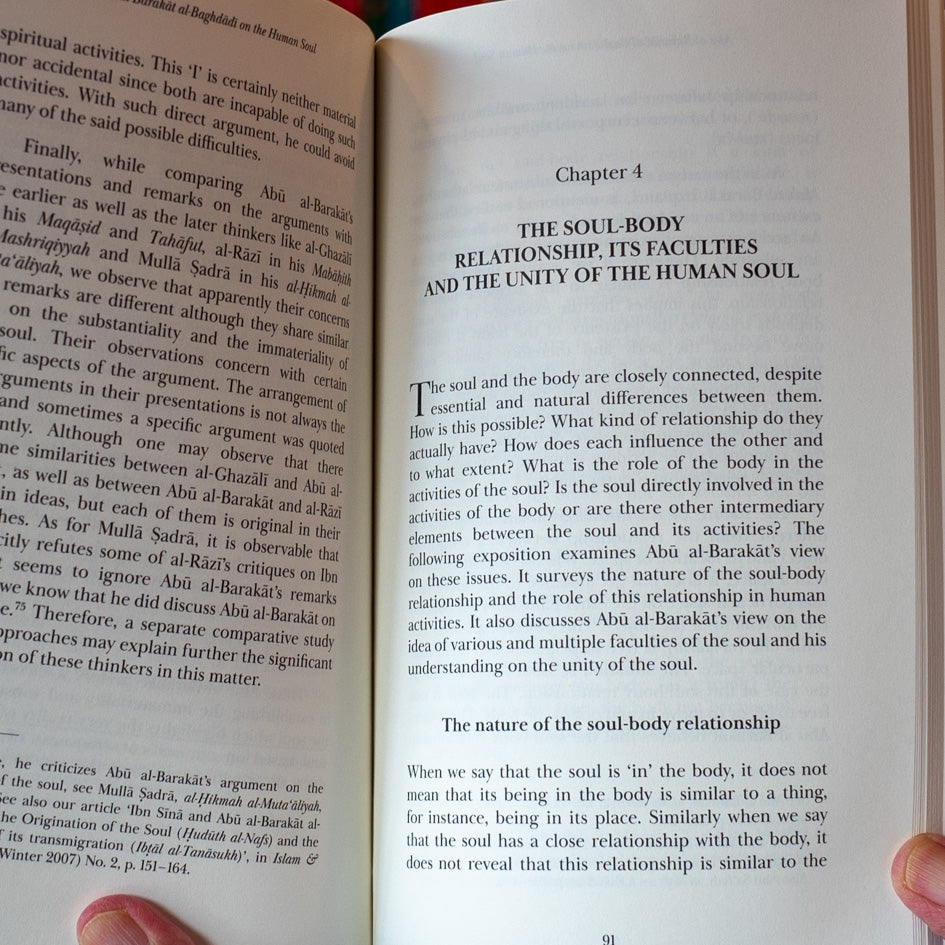 Barakāt al-Baghdādī on the Human Soul
spiritual activities. This ‘I’ is certainly neither material
nor accidental since both are incapable of doing such
activities. With such direct argument, he could avoid
many of the said possible difficulties.
Finally, while comparing Abū al-Barakāt’s
presentations and remarks on the arguments with
earlier as well as the later thinkers like al-Ghazālī
his Maqāṣid and Tahāfut, al-Rāzī in his Mabāḥith
Mashriqiyyah and Mullā Ṣadrā in his al-Ḥikmah al-
Muta‘āliyah, we observe that apparently their concerns
remarks are different although they share similar
on the substantiality and the immateriality of
soul. Their observations concern with certain
aspects of the argument. The arrangement of
arguments in their presentations is not always the
and sometimes a specific argument was quoted
Although one may observe that there
similarities between al-Ghazālī and Abū al-
as well as between Abū al-Barakāt and al-Rāzī
in ideas, but each of them is original in their
As for Mullā Ṣadrā, it is observable that
refutes some of al-Rāzī’s critiques on Ibn
seems to ignore Abū al-Barakāt’s remarks
we know that he did discuss Abū al-Barakāt on
e.⁷⁵ Therefore, a separate comparative study
approaches may explain further the significant
of these thinkers in this matter.
he criticizes Abū al-Barakāt’s argument on the
of the soul, see Mullā Ṣadrā, al-Ḥikmah al-Muta‘āliyah,
See also our article ‘Ibn Sīnā and Abū al-Barakāt al-
the Origination of the Soul (Ḥudūth al-Nafs) and the
its transmigration (Ibṭāl al-Tanāsukh)’, in Islam &
Winter 2007) No. 2, p. 151–164.
Chapter 4
THE SOUL-BODY
RELATIONSHIP, ITS FACULTIES
AND THE UNITY OF THE HUMAN SOUL
The soul and the body are closely connected, despite
essential and natural differences between them.
How is this possible? What kind of relationship do they
actually have? How does each influence the other and
to what extent? What is the role of the body in the
activities of the soul? Is the soul directly involved in the
activities of the body or are there other intermediary
elements between the soul and its activities? The
following exposition examines Abū al-Barakāt’s view
on these issues. It surveys the nature of the soul-body
relationship and the role of this relationship in human
activities. It also discusses Abū al-Barakāt’s view on the
idea of various and multiple faculties of the soul and his
understanding on the unity of the soul.
The nature of the soul-body relationship
When we say that the soul is ‘in’ the body, it does not
mean that its being in the body is similar to a thing,
for instance, being in its place. Similarly when we say
that the soul has a close relationship with the body, it
does not reveal that this relationship is similar to the
91